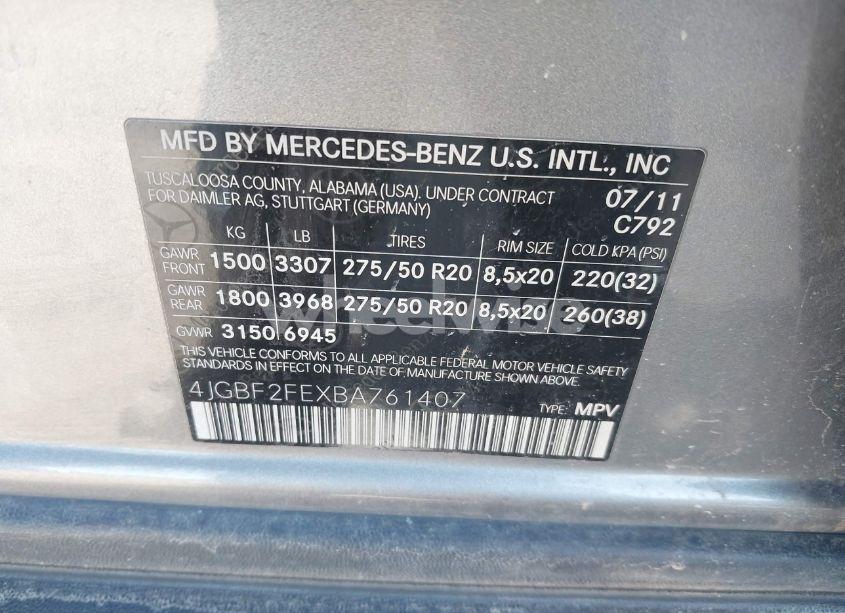 MFD BY MERCEDES-BENZ U.S. INTL., INC
TUSCALOOSA COUNTY, ALABAMA (USA). UNDER CONTRACT
FOR DAIMLER AG, STUTTGART (GERMANY)
07/11
C792
KG LB TIRES RIM SIZE COLD KPA(PSI)
GAWR FRONT 1500 3307 275/50 R20 8,5x20 220(32)
GAWR REAR 1800 3968 275/50 R20 8,5x20 260(38)
GVWR 3150 6945
THIS VEHICLE CONFORMS TO ALL APPLICABLE FEDERAL MOTOR VEHICLE SAFETY
STANDARDS IN EFFECT ON THE DATE OF MANUFACTURE SHOWN ABOVE.
4JGBF2FEXBA761407
TYPE: MPV